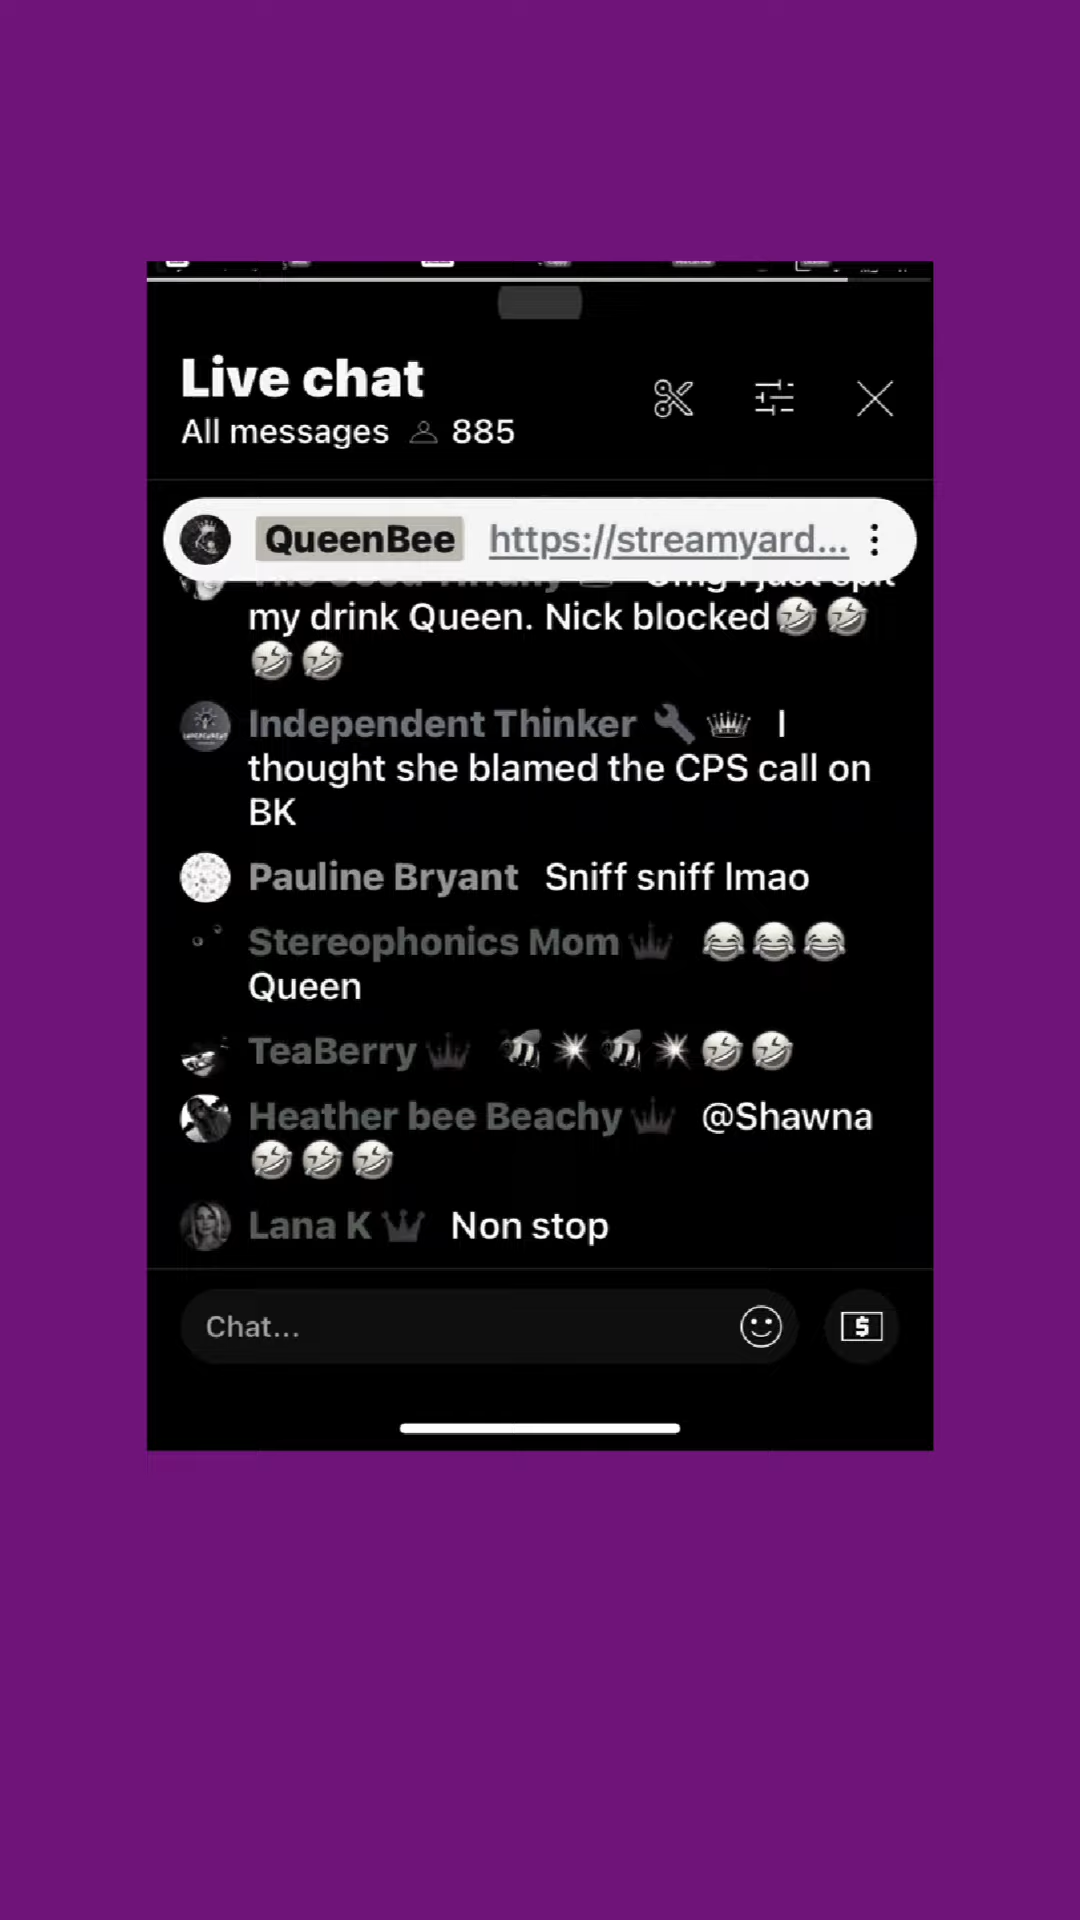 Live chat
All messages 885
QueenBee https://streamyard...
my drink Queen. Nick blocked🤣🤣
🤣🤣
Independent Thinker 🔧 I
thought she blamed the CPS call on
BK
Pauline Bryant Sniff sniff lmao
Stereophonics Mom 😂😂😂
Queen
TeaBerry 🐝💥🐝💥🤣🤣
Heather bee Beachy @Shawna
🤣🤣🤣
Lana K Non stop
Chat...